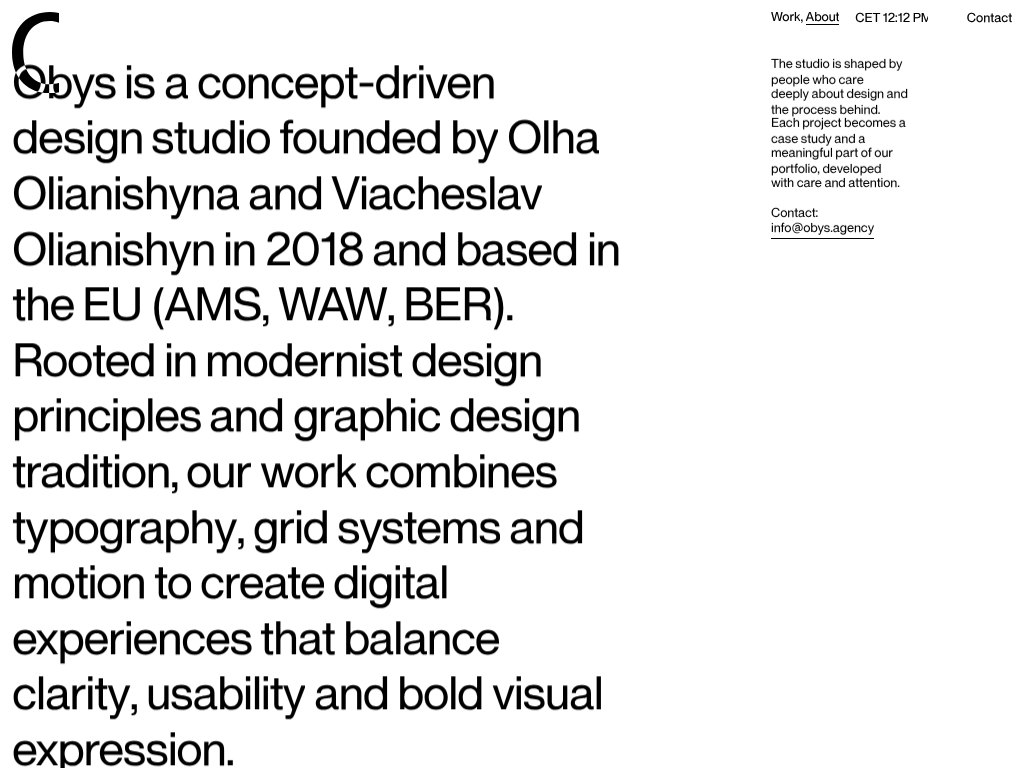 Work, About
CET 12:12 PM
Contact
Obys is a concept-driven
design studio founded by Olha
Olianishyna and Viacheslav
Olianishyn in 2018 and based in
the EU (AMS, WAW, BER).
Rooted in modernist design
principles and graphic design
tradition, our work combines
typography, grid systems and
motion to create digital
experiences that balance
clarity, usability and bold visual
expression.
The studio is shaped by
people who care
deeply about design and
the process behind.
Each project becomes a
case study and a
meaningful part of our
portfolio, developed
with care and attention.
Contact:
info@obys.agency